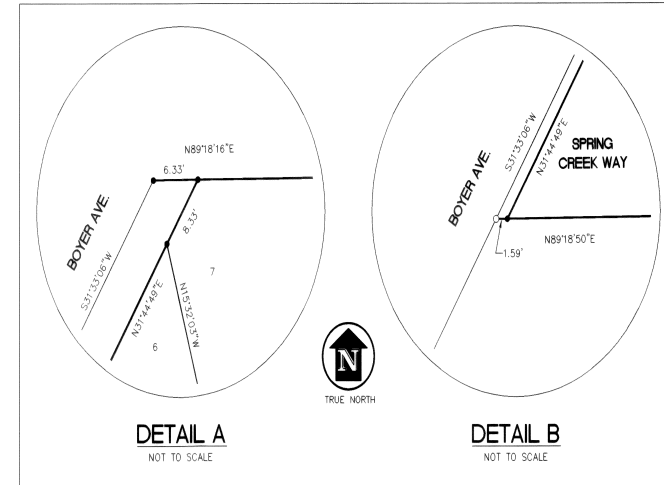 N89°18'16"E
6.33'
BOYER AVE.
S31°33'06"W
8.33'
N31°44'49"E
N15°32'03"W
7
6
DETAIL A
NOT TO SCALE
N
TRUE NORTH
BOYER AVE.
S31°33'06"W
N31°44'49"E
SPRING
CREEK WAY
N89°18'50"E
1.59'
DETAIL B
NOT TO SCALE